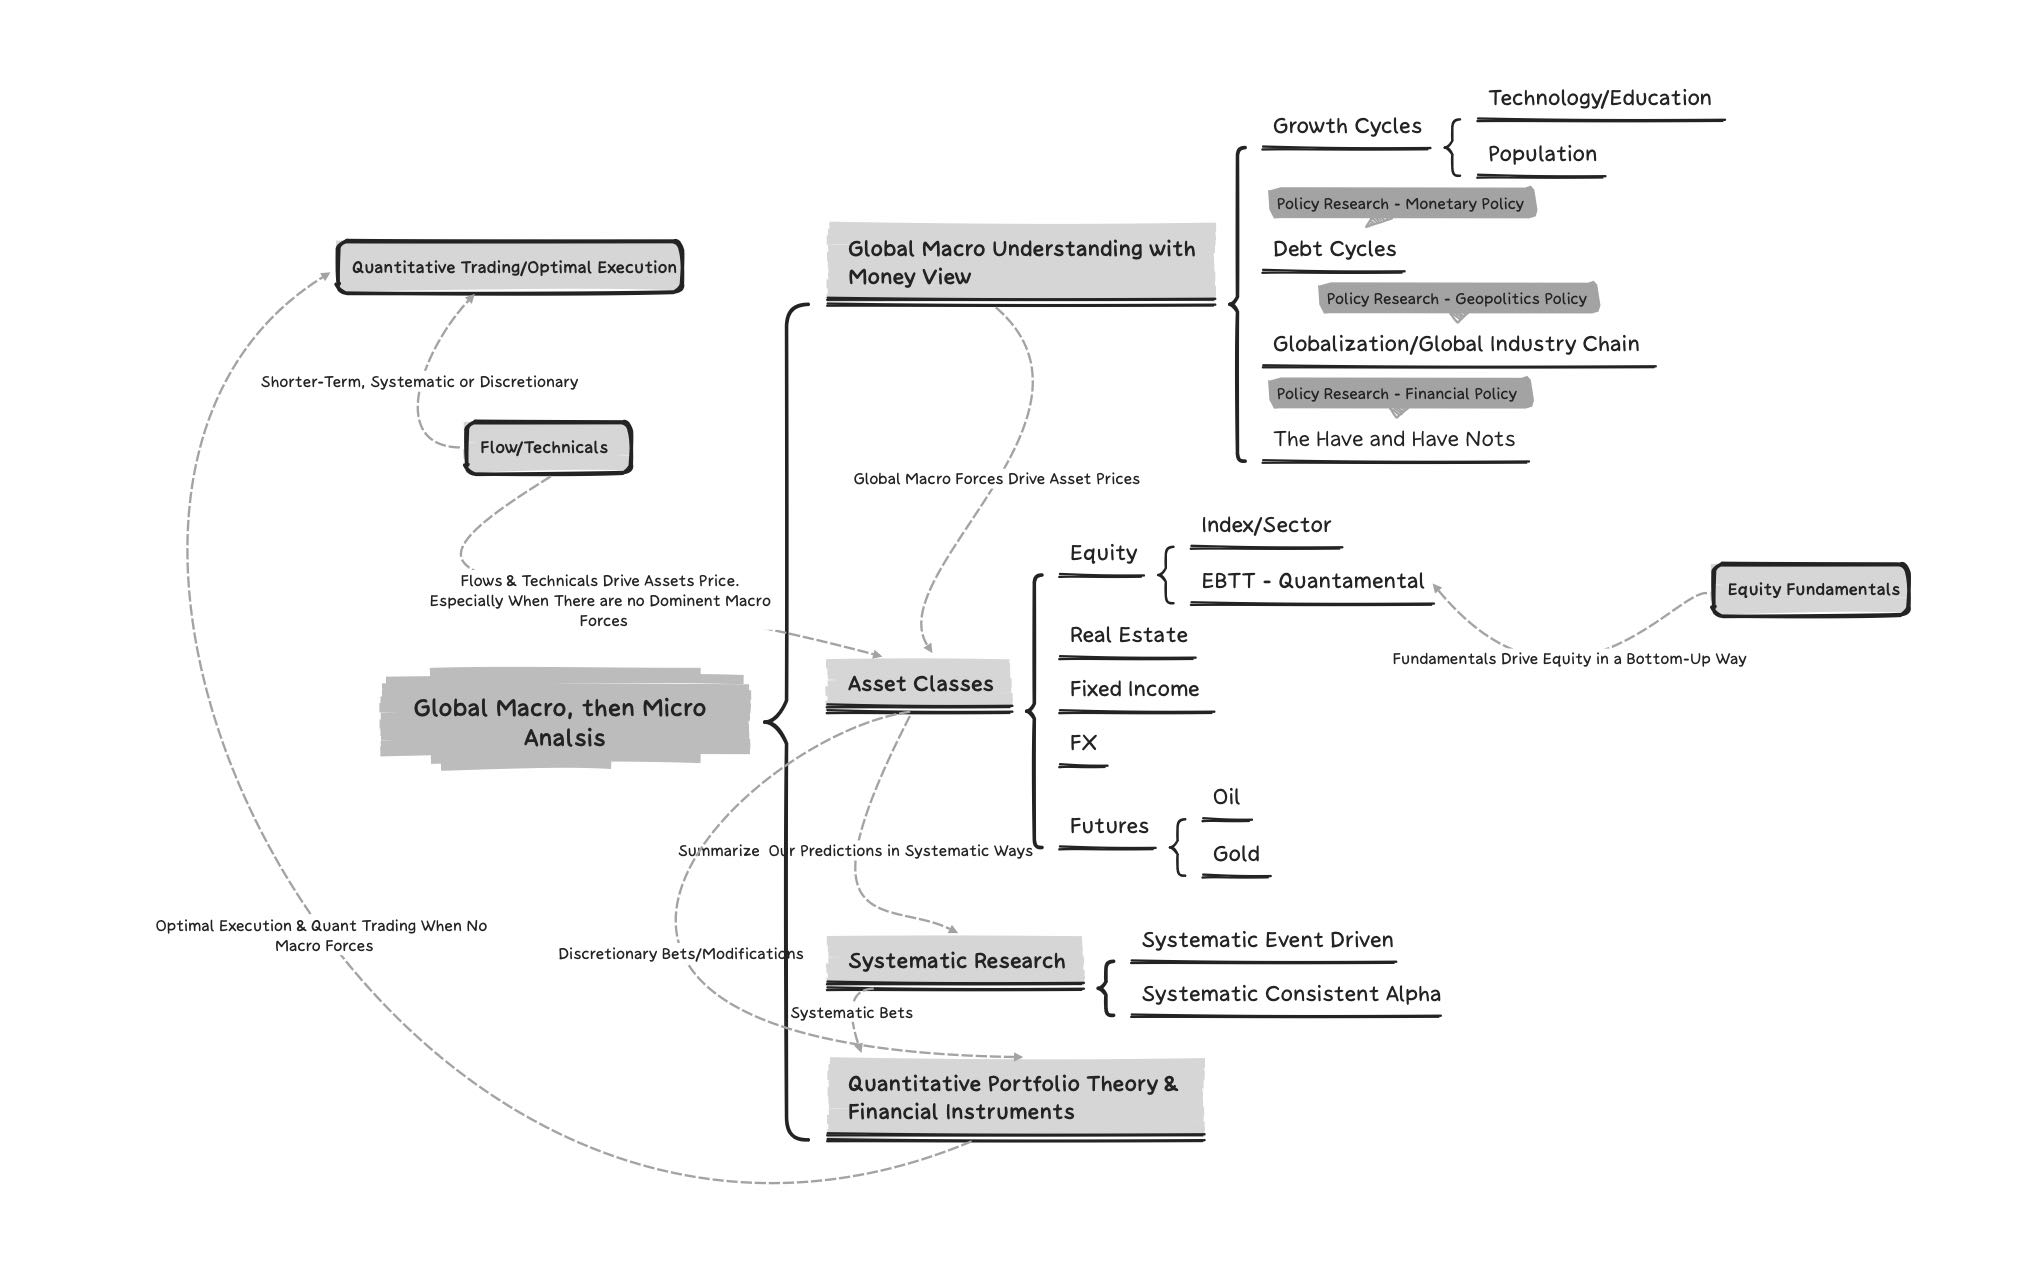 Technology/Education
Growth Cycles
Population
Policy Research - Monetary Policy
Global Macro Understanding with
Money View
Debt Cycles
Quantitative Trading/Optimal Execution
Policy Research - Geopolitics Policy
Globalization/Global Industry Chain
Shorter-Term, Systematic or Discretionary
Policy Research - Financial Policy
The Have and Have Nots
Flow/Technicals
Global Macro Forces Drive Asset Prices
Index/Sector
Equity
EBTT - Quantamental
Equity Fundamentals
Flows & Technicals Drive Assets Price.
Especially When There are no Dominent Macro
Forces
Real Estate
Fundamentals Drive Equity in a Bottom-Up Way
Asset Classes
Fixed Income
Global Macro, then Micro
Analsis
FX
Oil
Futures
Summarize  Our Predictions in Systematic Ways
Gold
Optimal Execution & Quant Trading When No
Macro Forces
Systematic Event Driven
Discretionary Bets/Modifications
Systematic Research
Systematic Consistent Alpha
Systematic Bets
Quantitative Portfolio Theory &
Financial Instruments